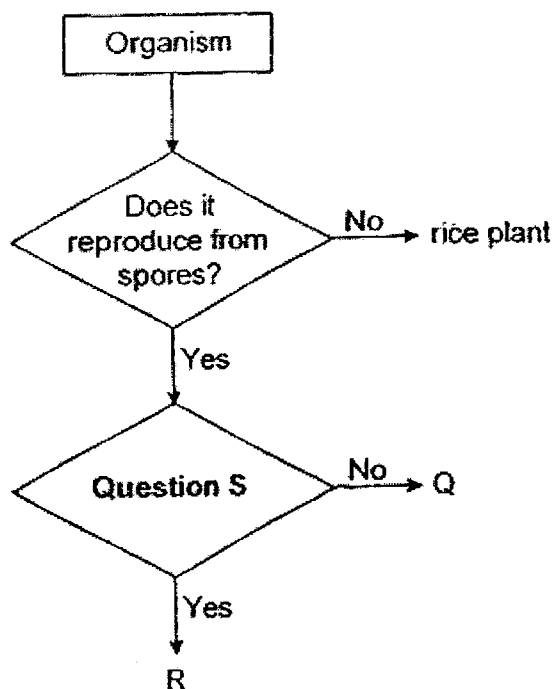 Organism
Does it
reproduce from
spores?
No
rice plant
Yes
Question S
No
Q
Yes
R